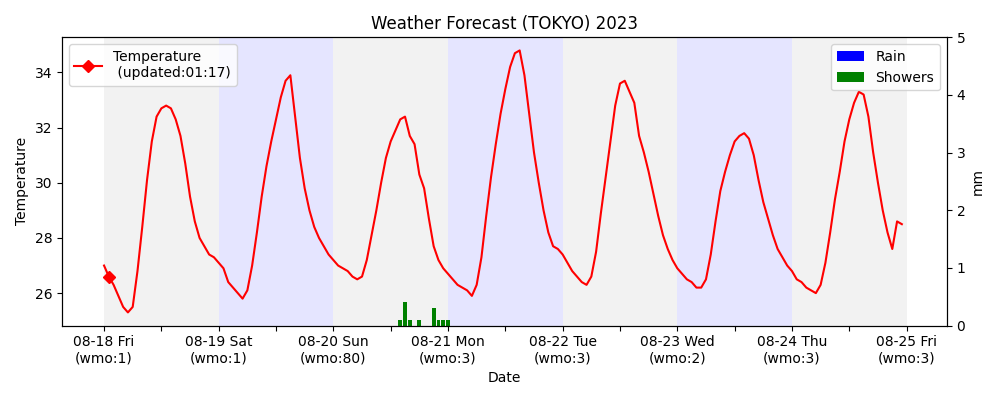 Weather Forecast (TOKYO) 2023
Temperature
(updated:01:17)
Rain
Showers
Temperature
34
32
30
28
26
5
4
3
2
1
0
mm
08-18 Fri 08-19 Sat 08-20 Sun 08-21 Mon 08-22 Tue 08-23 Wed 08-24 Thu 08-25 Fri
(wmo:1) (wmo:1) (wmo:80) (wmo:3) (wmo:3) (wmo:2) (wmo:3) (wmo:3)
Date